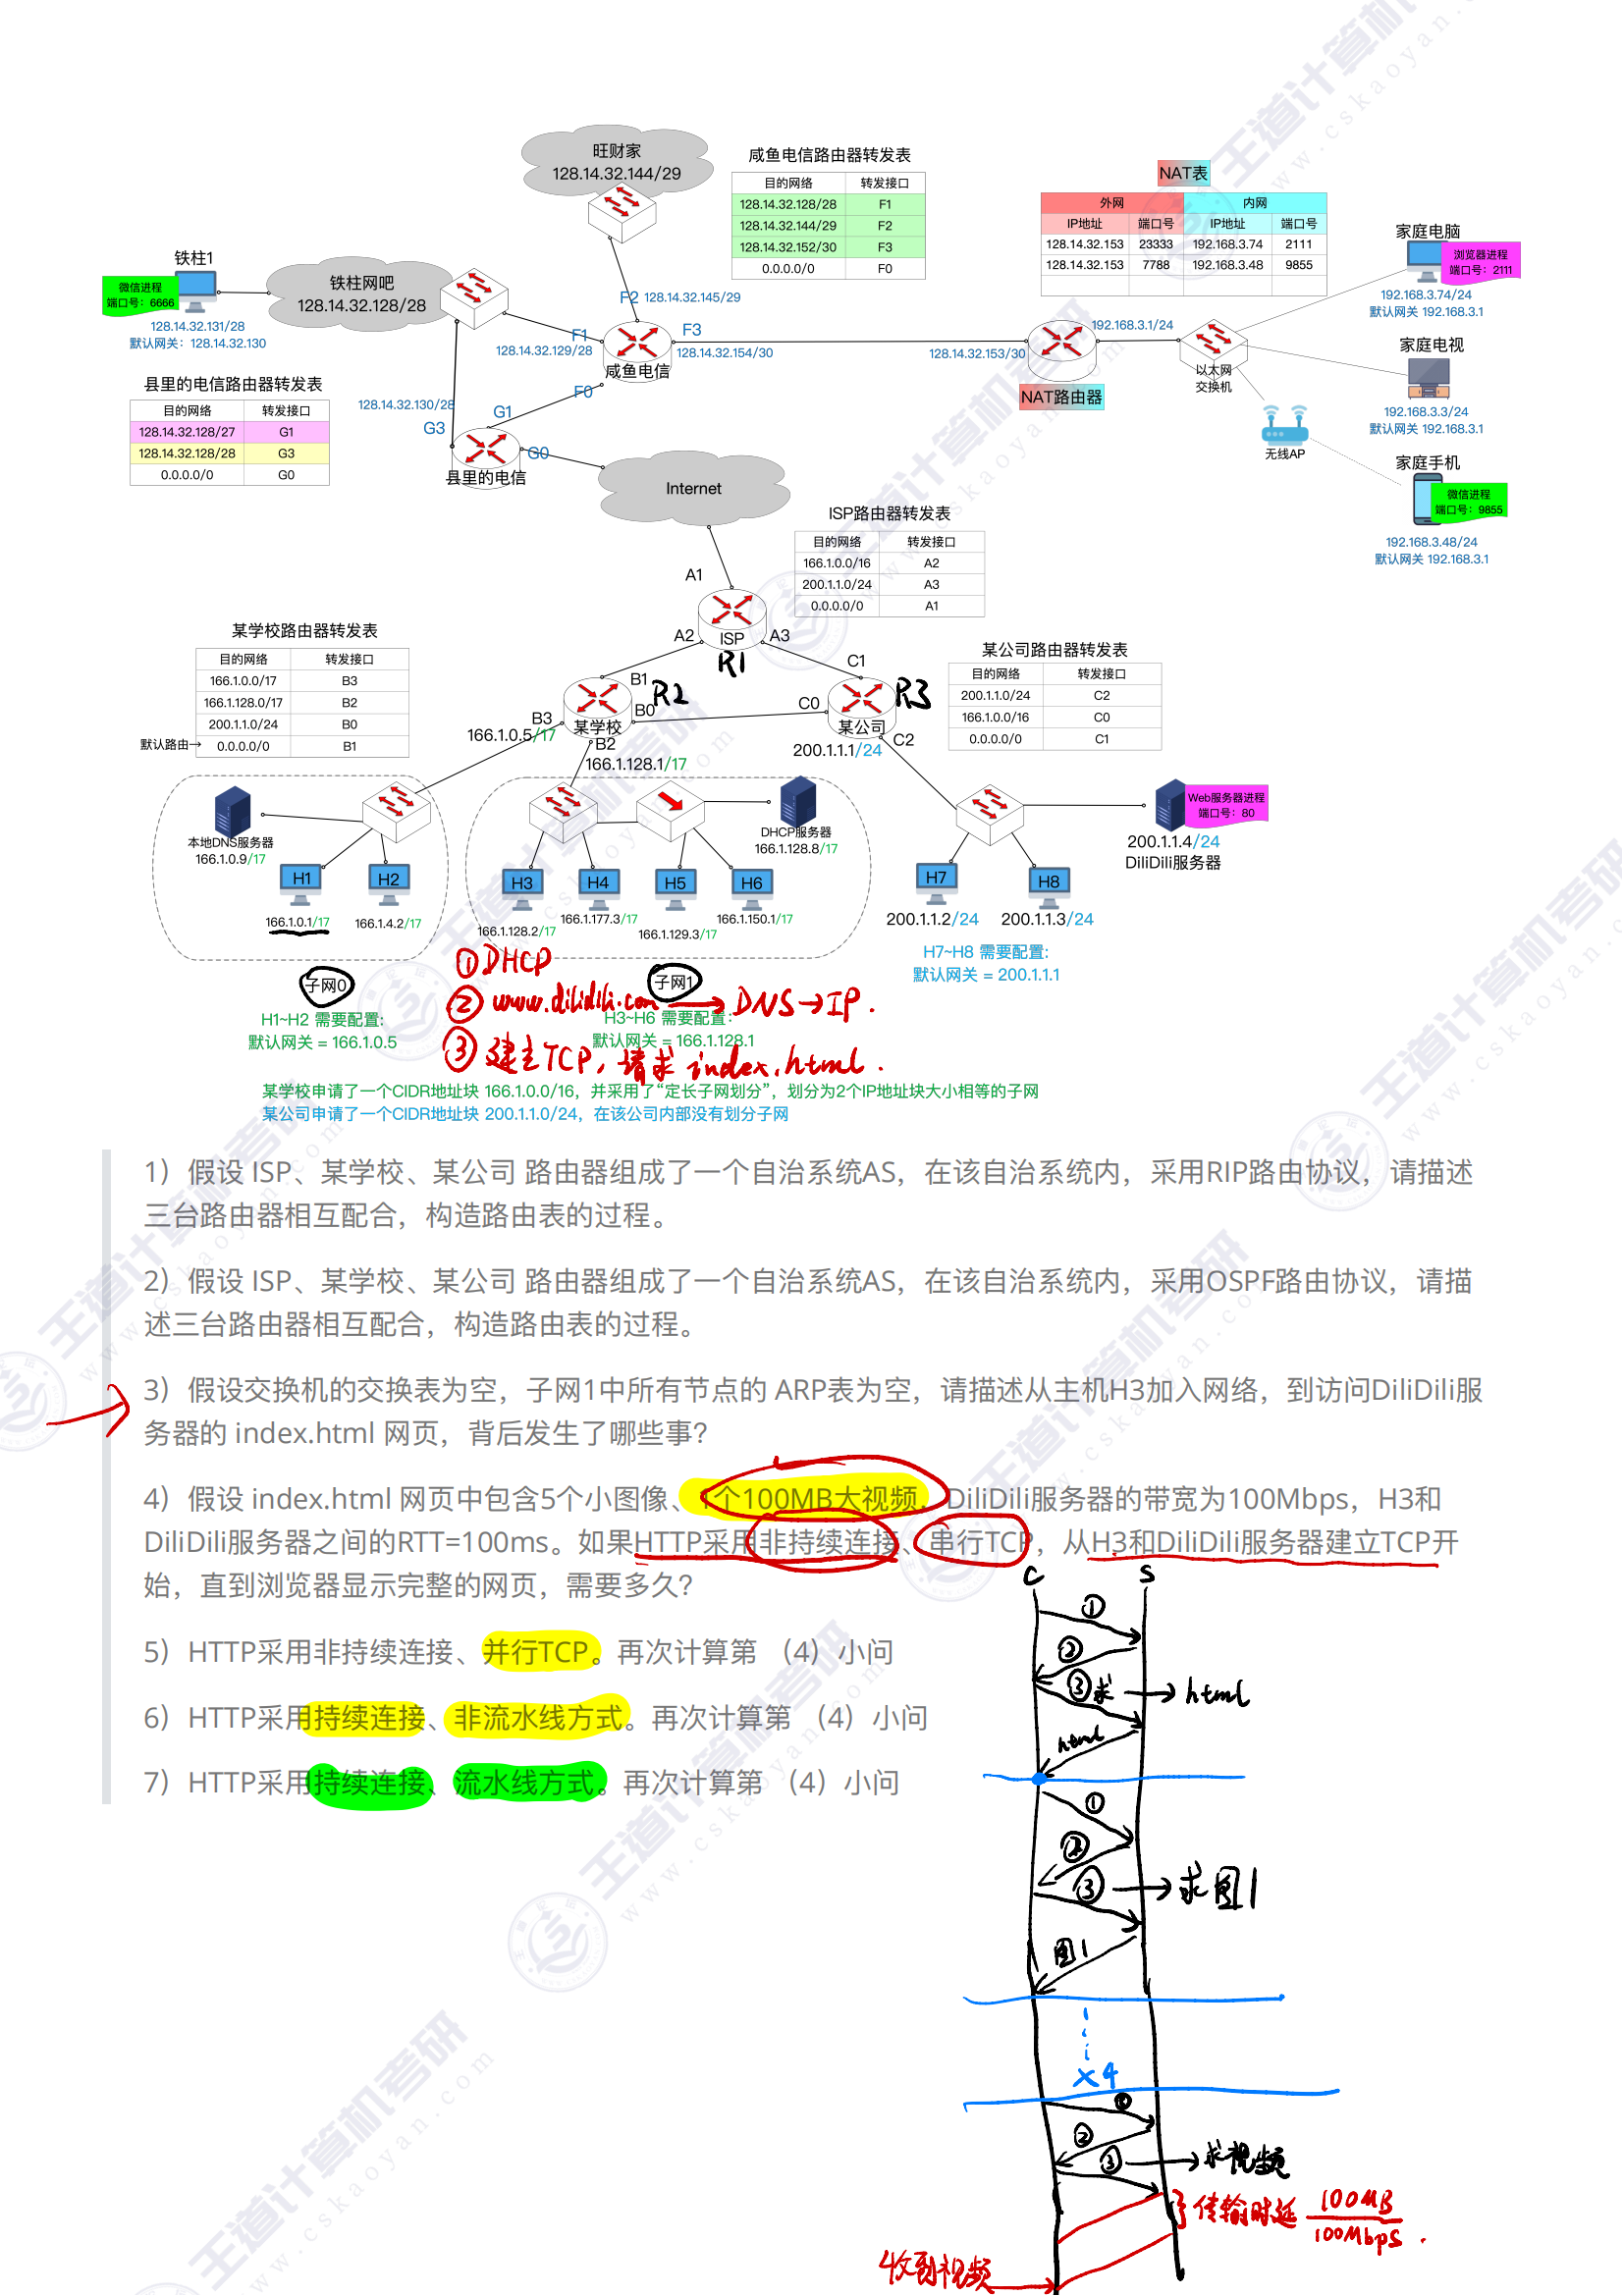 旺财家
128.14.32.144/29
咸鱼电信路由器转发表
目的网络 转发接口
128.14.32.128/28 F1
128.14.32.144/29 F2
128.14.32.152/30 F3
0.0.0.0/0 F0
NAT表
外网 内网
IP地址 端口号 IP地址 端口号
128.14.32.153 23333 192.168.3.74 2111
128.14.32.153 7788 192.168.3.48 9855
家庭电脑
浏览器进程
端口号：2111
192.168.3.74/24
默认网关 192.168.3.1
铁柱1
微信进程
端口号：6666
128.14.32.131/28
默认网关：128.14.32.130
铁柱网吧
128.14.32.128/28
F2 128.14.32.145/29
F1
128.14.32.129/28
F3
128.14.32.154/30
咸鱼电信
F0
128.14.32.153/30
192.168.3.1/24
NAT路由器
以太网
交换机
家庭电视
192.168.3.3/24
默认网关 192.168.3.1
无线AP
家庭手机
微信进程
端口号：9855
192.168.3.48/24
默认网关 192.168.3.1
县里的电信路由器转发表
目的网络 转发接口
128.14.32.128/27 G1
128.14.32.128/28 G3
0.0.0.0/0 G0
128.14.32.130/28
G3
G1
G0
县里的电信
Internet
ISP路由器转发表
目的网络 转发接口
166.1.0.0/16 A2
200.1.1.0/24 A3
0.0.0.0/0 A1
A1
A2
ISP
A3
R1
某学校路由器转发表
目的网络 转发接口
166.1.0.0/17 B3
166.1.128.0/17 B2
200.1.1.0/24 B0
默认路由→ 0.0.0.0/0 B1
某公司路由器转发表
目的网络 转发接口
200.1.1.0/24 C2
166.1.0.0/16 C0
0.0.0.0/0 C1
B1
R2
B0
B3
某学校
166.1.0.5/17
B2
166.1.128.1/17
C1
R3
C0
某公司
C2
200.1.1.1/24
本地DNS服务器
166.1.0.9/17
H1
H2
166.1.0.1/17
166.1.4.2/17
DHCP服务器
166.1.128.8/17
H3
H4
H5
H6
166.1.128.2/17
166.1.177.3/17
166.1.129.3/17
166.1.150.1/17
Web服务器进程
端口号：80
200.1.1.4/24
DiliDili服务器
H7
H8
200.1.1.2/24
200.1.1.3/24
H7~H8 需要配置:
默认网关 = 200.1.1.1
子网0
H1~H2 需要配置:
默认网关 = 166.1.0.5
子网1
H3~H6 需要配置:
默认网关 = 166.1.128.1
①DHCP
② www.dilidili.com → DNS→IP.
③ 建立TCP, 请求 index.html.
某学校申请了一个CIDR地址块 166.1.0.0/16，并采用了“定长子网划分”，划分为2个IP地址块大小相等的子网
某公司申请了一个CIDR地址块 200.1.1.0/24，在该公司内部没有划分子网
1）假设 ISP、某学校、某公司 路由器组成了一个自治系统AS，在该自治系统内，采用RIP路由协议，请描述
三台路由器相互配合，构造路由表的过程。
2）假设 ISP、某学校、某公司 路由器组成了一个自治系统AS，在该自治系统内，采用OSPF路由协议，请描
述三台路由器相互配合，构造路由表的过程。
3）假设交换机的交换表为空，子网1中所有节点的 ARP表为空，请描述从主机H3加入网络，到访问DiliDili服
务器的 index.html 网页，背后发生了哪些事？
4）假设 index.html 网页中包含5个小图像、1个100MB大视频，DiliDili服务器的带宽为100Mbps，H3和
DiliDili服务器之间的RTT=100ms。如果HTTP采用非持续连接、串行TCP，从H3和DiliDili服务器建立TCP开
始，直到浏览器显示完整的网页，需要多久？
5）HTTP采用非持续连接、并行TCP。再次计算第 （4）小问
6）HTTP采用持续连接、非流水线方式。再次计算第 （4）小问
7）HTTP采用持续连接、流水线方式。再次计算第 （4）小问
C S
①
②
③求 → html
html
①
②
③ → 求图1
图1
×4
①
②
③ → 求视频
传输时延 100MB
100Mbps .
收到视频
王道计算机考研
www.cskaoyan.com